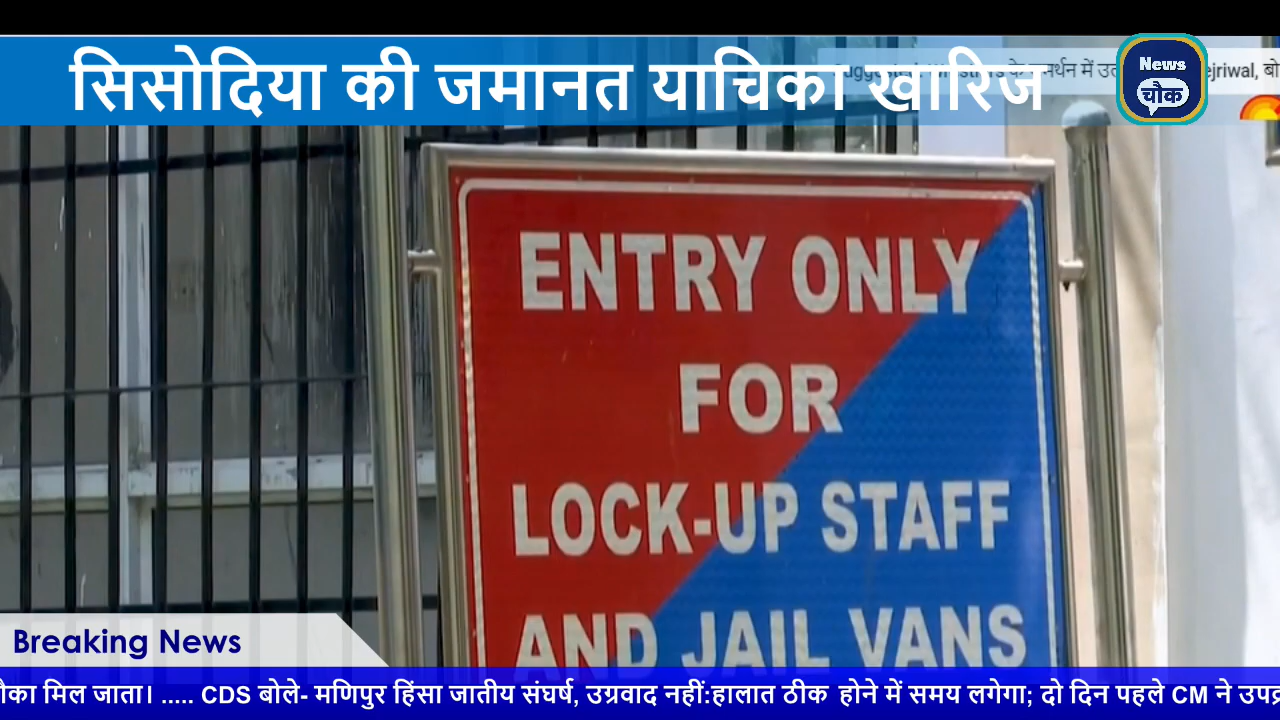 सिसोदिया की जमानत याचिका खारिज
News
चौक
ejriwal, बो
ENTRY ONLY
FOR
LOCK-UP STAFF
AND JAIL VANS
Breaking News
ौका मिल जाता। ..... CDS बोले- मणिपुर हिंसा जातीय संघर्ष, उग्रवाद नहीं:हालात ठीक होने में समय लगेगा; दो दिन पहले CM ने उपद्र